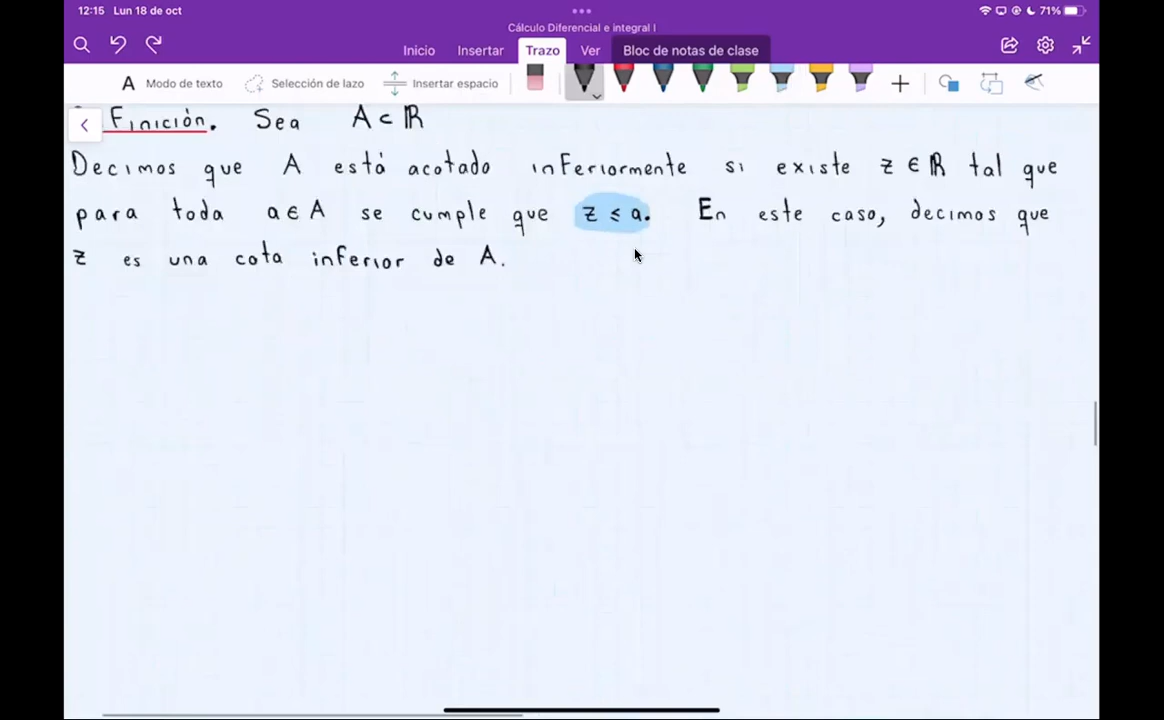 12:15 Lun 18 de oct
71%
Cálculo Diferencial e integral I
Inicio Insertar Trazo Ver Bloc de notas de clase
A Modo de texto Selección de lazo Insertar espacio
Finición. Sea A ⊂ ℝ
Decimos que A está acotado inferiormente si existe z ∈ ℝ tal que
para toda a ∈ A se cumple que z ≤ a. En este caso, decimos que
z es una cota inferior de A.